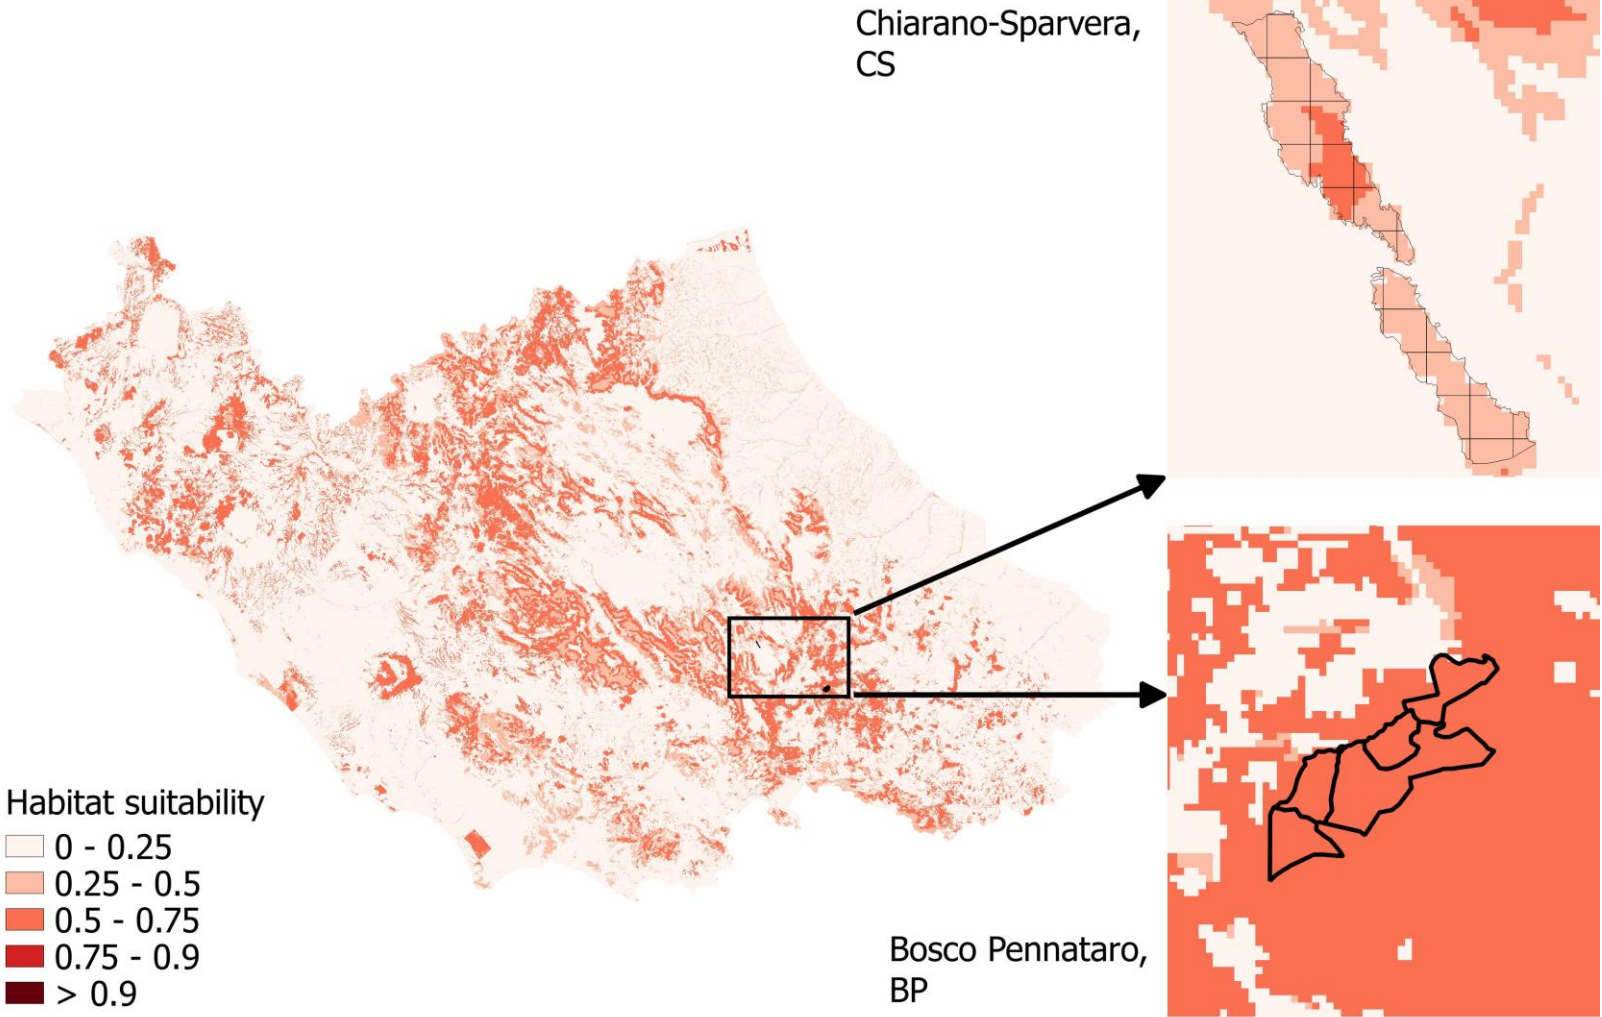 Chiarano-Sparvera,
CS
Habitat suitability
0 - 0.25
0.25 - 0.5
0.5 - 0.75
0.75 - 0.9
> 0.9
Bosco Pennataro,
BP